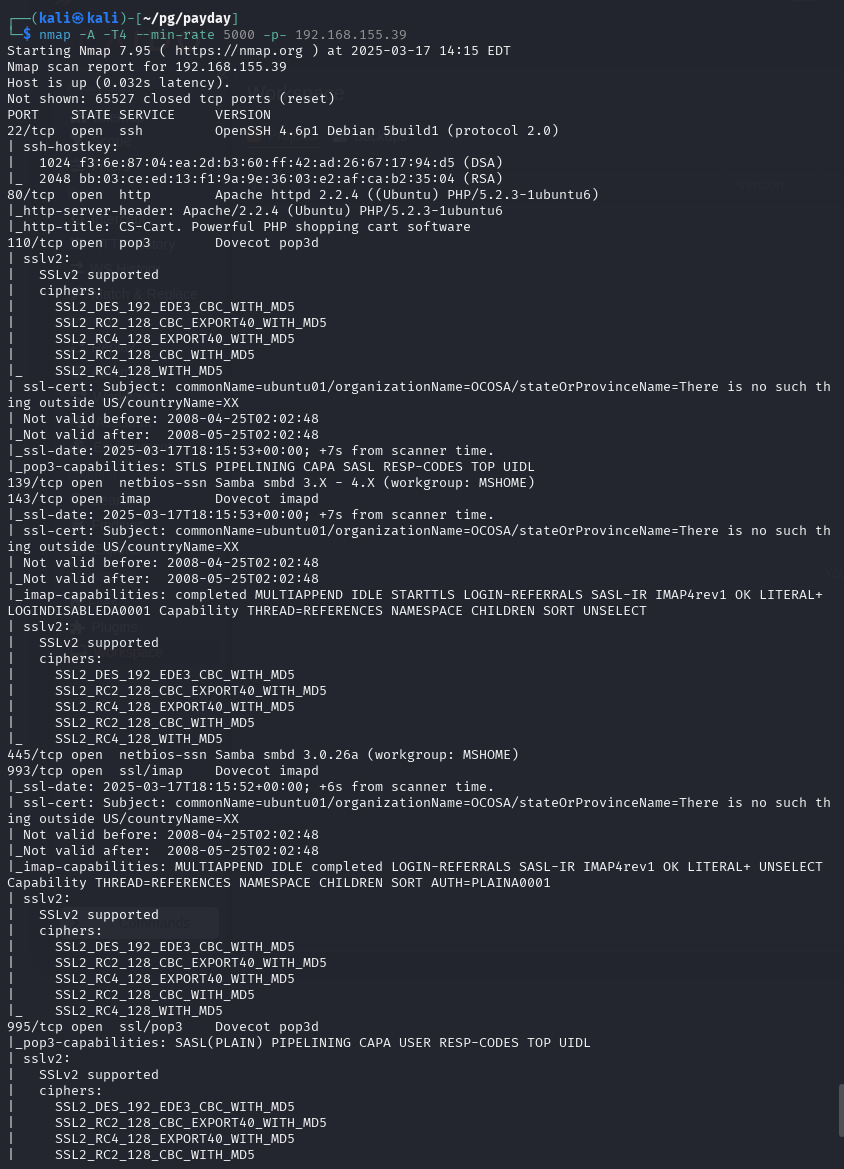 ┌──(kali㉿kali)-[~/pg/payday]
└─$ nmap -A -T4 --min-rate 5000 -p- 192.168.155.39
Starting Nmap 7.95 ( https://nmap.org ) at 2025-03-17 14:15 EDT
Nmap scan report for 192.168.155.39
Host is up (0.032s latency).
Not shown: 65527 closed tcp ports (reset)
PORT    STATE SERVICE     VERSION
22/tcp  open  ssh         OpenSSH 4.6p1 Debian 5build1 (protocol 2.0)
| ssh-hostkey:
|   1024 f3:6e:87:04:ea:2d:b3:60:ff:42:ad:26:67:17:94:d5 (DSA)
|_  2048 bb:03:ce:ed:13:f1:9a:9e:36:03:e2:af:ca:b2:35:04 (RSA)
80/tcp  open  http        Apache httpd 2.2.4 ((Ubuntu) PHP/5.2.3-1ubuntu6)
|_http-server-header: Apache/2.2.4 (Ubuntu) PHP/5.2.3-1ubuntu6
|_http-title: CS-Cart. Powerful PHP shopping cart software
110/tcp open  pop3        Dovecot pop3d
| sslv2:
|   SSLv2 supported
|   ciphers:
|     SSL2_DES_192_EDE3_CBC_WITH_MD5
|     SSL2_RC2_128_CBC_EXPORT40_WITH_MD5
|     SSL2_RC4_128_EXPORT40_WITH_MD5
|     SSL2_RC2_128_CBC_WITH_MD5
|_    SSL2_RC4_128_WITH_MD5
| ssl-cert: Subject: commonName=ubuntu01/organizationName=OCOSA/stateOrProvinceName=There is no such th
ing outside US/countryName=XX
| Not valid before: 2008-04-25T02:02:48
|_Not valid after:  2008-05-25T02:02:48
|_ssl-date: 2025-03-17T18:15:53+00:00; +7s from scanner time.
|_pop3-capabilities: STLS PIPELINING CAPA SASL RESP-CODES TOP UIDL
139/tcp open  netbios-ssn Samba smbd 3.X - 4.X (workgroup: MSHOME)
143/tcp open  imap        Dovecot imapd
|_ssl-date: 2025-03-17T18:15:53+00:00; +7s from scanner time.
| ssl-cert: Subject: commonName=ubuntu01/organizationName=OCOSA/stateOrProvinceName=There is no such th
ing outside US/countryName=XX
| Not valid before: 2008-04-25T02:02:48
|_Not valid after:  2008-05-25T02:02:48
|_imap-capabilities: completed MULTIAPPEND IDLE STARTTLS LOGIN-REFERRALS SASL-IR IMAP4rev1 OK LITERAL+
LOGINDISABLEDA0001 Capability THREAD=REFERENCES NAMESPACE CHILDREN SORT UNSELECT
| sslv2:
|   SSLv2 supported
|   ciphers:
|     SSL2_DES_192_EDE3_CBC_WITH_MD5
|     SSL2_RC2_128_CBC_EXPORT40_WITH_MD5
|     SSL2_RC4_128_EXPORT40_WITH_MD5
|     SSL2_RC2_128_CBC_WITH_MD5
|_    SSL2_RC4_128_WITH_MD5
445/tcp open  netbios-ssn Samba smbd 3.0.26a (workgroup: MSHOME)
993/tcp open  ssl/imap    Dovecot imapd
|_ssl-date: 2025-03-17T18:15:52+00:00; +6s from scanner time.
| ssl-cert: Subject: commonName=ubuntu01/organizationName=OCOSA/stateOrProvinceName=There is no such th
ing outside US/countryName=XX
| Not valid before: 2008-04-25T02:02:48
|_Not valid after:  2008-05-25T02:02:48
|_imap-capabilities: MULTIAPPEND IDLE completed LOGIN-REFERRALS SASL-IR IMAP4rev1 OK LITERAL+ UNSELECT
Capability THREAD=REFERENCES NAMESPACE CHILDREN SORT AUTH=PLAINA0001
| sslv2:
|   SSLv2 supported
|   ciphers:
|     SSL2_DES_192_EDE3_CBC_WITH_MD5
|     SSL2_RC2_128_CBC_EXPORT40_WITH_MD5
|     SSL2_RC4_128_EXPORT40_WITH_MD5
|     SSL2_RC2_128_CBC_WITH_MD5
|_    SSL2_RC4_128_WITH_MD5
995/tcp open  ssl/pop3    Dovecot pop3d
|_pop3-capabilities: SASL(PLAIN) PIPELINING CAPA USER RESP-CODES TOP UIDL
| sslv2:
|   SSLv2 supported
|   ciphers:
|     SSL2_DES_192_EDE3_CBC_WITH_MD5
|     SSL2_RC2_128_CBC_EXPORT40_WITH_MD5
|     SSL2_RC4_128_EXPORT40_WITH_MD5
|     SSL2_RC2_128_CBC_WITH_MD5